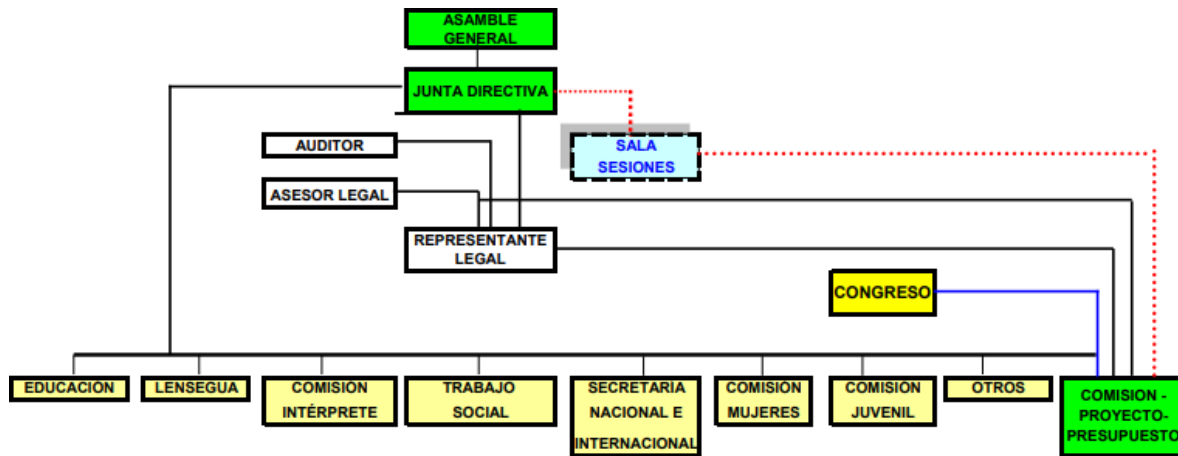 ASAMBLE
GENERAL
JUNTA DIRECTIVA
AUDITOR
SALA
SESIONES
ASESOR LEGAL
REPRESENTANTE
LEGAL
CONGRESO
EDUCACIÓN
LENSEGUA
COMISIÓN
INTÉRPRETE
TRABAJO
SOCIAL
SECRETARIA
NACIONAL E
INTERNACIONAL
COMISIÓN
MUJERES
COMISIÓN
JUVENIL
OTROS
COMISION -
PROYECTO-
PRESUPUESTO